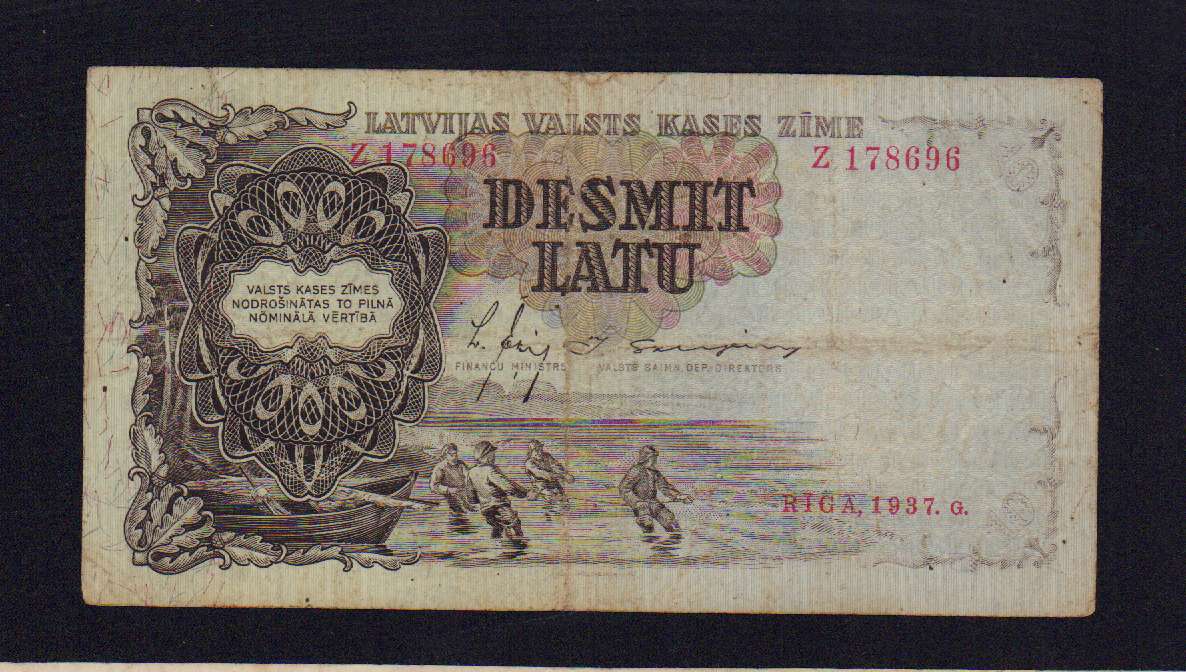 LATVIJAS VALSTS KASES ZĪME
Z 178696
Z 178696
DESMIT
LATU
VALSTS KASES ZĪMES
NODROŠINĀTAS TO PILNĀ
NOMINĀLĀ VĒRTĪBĀ
FINANČU MINISTRS
VALSTS SAIMN. DEP. DIREKTORS
RĪGA, 1937. G.